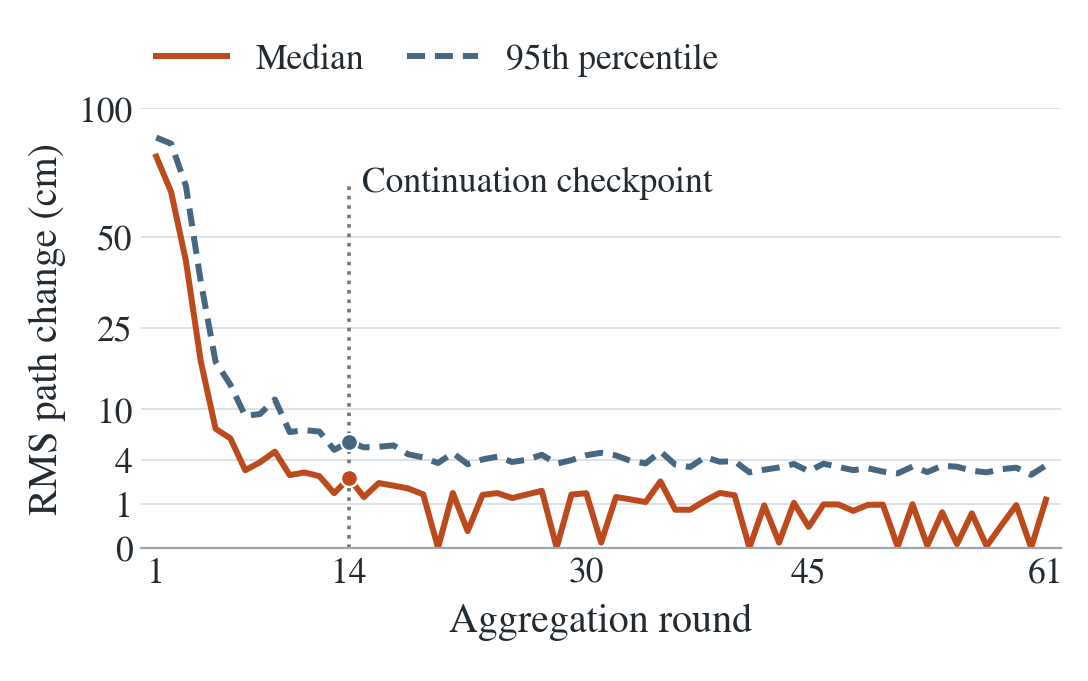 Median
95th percentile
RMS path change (cm)
100
50
25
10
4
1
0
Continuation checkpoint
1
14
30
45
61
Aggregation round